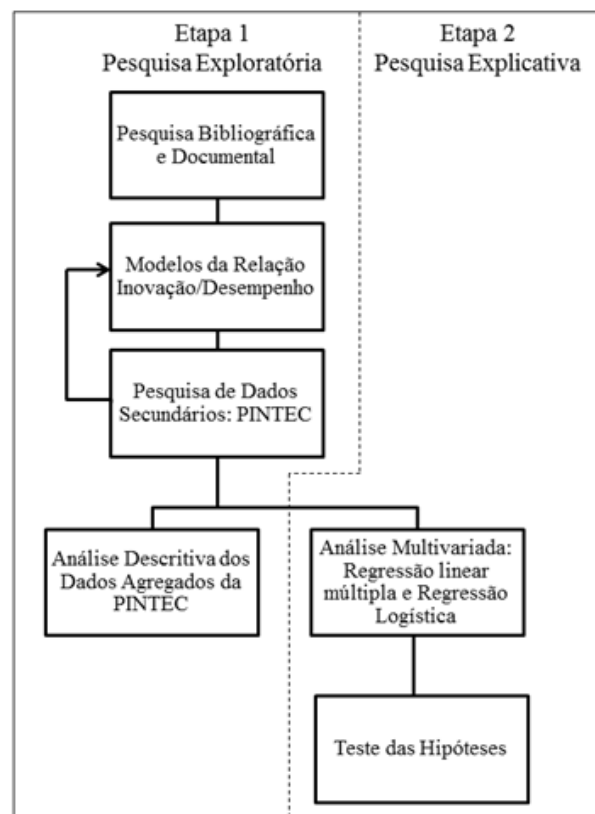 Etapa 1
Pesquisa Exploratória
Etapa 2
Pesquisa Explicativa
Pesquisa Bibliográfica
e Documental
Modelos da Relação
Inovação/Desempenho
Pesquisa de Dados
Secundários: PINTEC
Análise Descritiva dos
Dados Agregados da
PINTEC
Análise Multivariada:
Regressão linear
múltipla e Regressão
Logística
Teste das Hipóteses